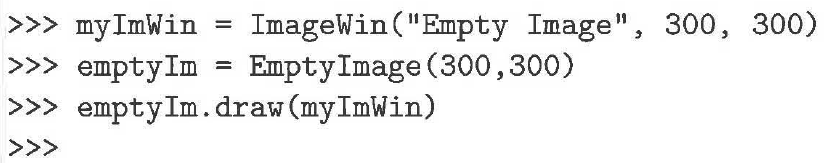 >>> myImWin = ImageWin("Empty Image", 300, 300)
>>> emptyIm = EmptyImage(300,300)
>>> emptyIm.draw(myImWin)
>>>